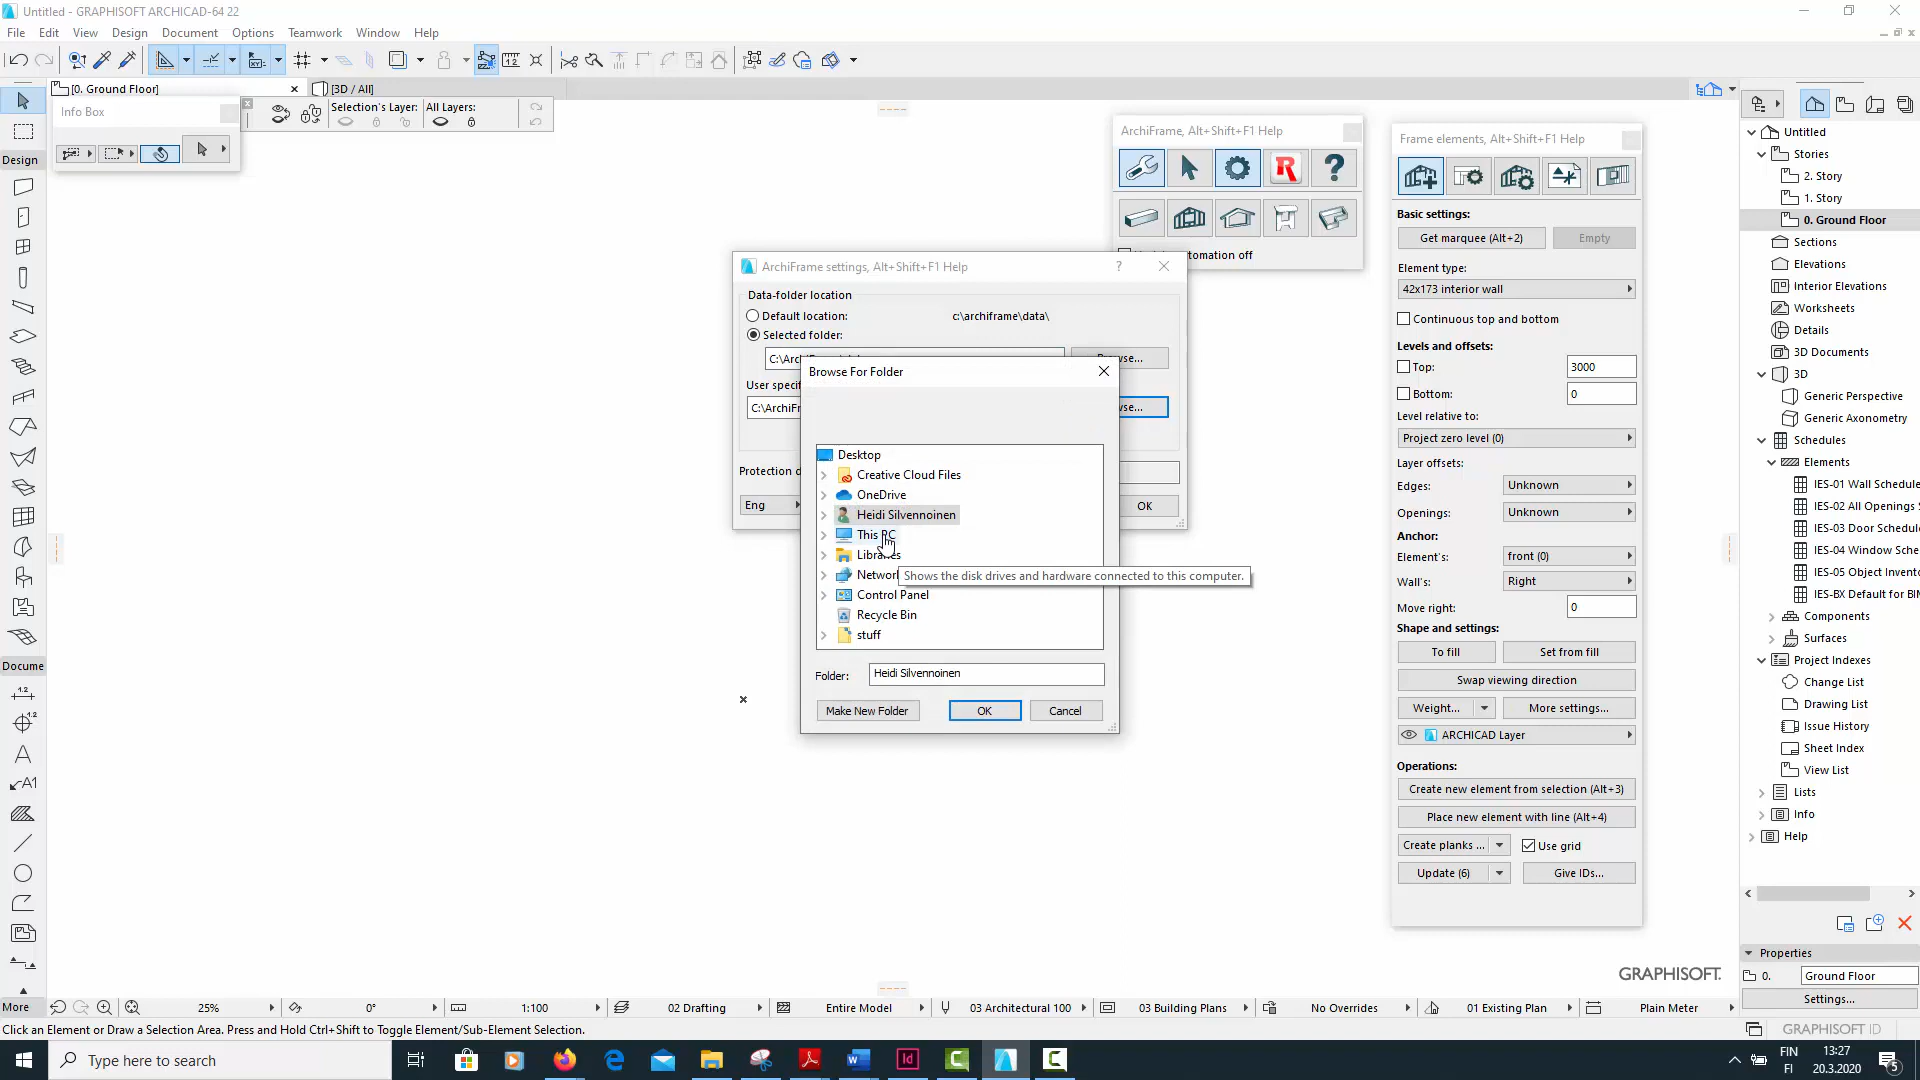 Untitled - GRAPHISOFT ARCHICAD-64 22
File Edit View Design Document Options Teamwork Window Help
[0. Ground Floor]
[3D / All]
Info Box
Selection's Layer:
All Layers:
Design
Docume
More
ArchiFrame, Alt+Shift+F1 Help
omation off
ArchiFrame settings, Alt+Shift+F1 Help
Data-folder location
Default location:
c:\archiframe\data\
Selected folder:
User specif
C:\ArchiFr
Protection d
Eng
OK
Browse For Folder
Desktop
Creative Cloud Files
OneDrive
Heidi Silvennoinen
This PC
Libraries
Network
Shows the disk drives and hardware connected to this computer.
Control Panel
Recycle Bin
stuff
Folder:
Heidi Silvennoinen
Make New Folder
OK
Cancel
Frame elements, Alt+Shift+F1 Help
Basic settings:
Get marquee (Alt+2)
Empty
Element type:
42x173 interior wall
Continuous top and bottom
Levels and offsets:
Top:
3000
Bottom:
0
Level relative to:
Project zero level (0)
Layer offsets:
Edges:
Unknown
Openings:
Unknown
Anchor:
Element's:
front (0)
Wall's:
Right
Move right:
0
Shape and settings:
To fill
Set from fill
Swap viewing direction
Weight...
More settings...
ARCHICAD Layer
Operations:
Create new element from selection (Alt+3)
Place new element with line (Alt+4)
Create planks ...
Use grid
Update (6)
Give IDs...
Untitled
Stories
2. Story
1. Story
0. Ground Floor
Sections
Elevations
Interior Elevations
Worksheets
Details
3D Documents
3D
Generic Perspective
Generic Axonometry
Schedules
Elements
IES-01 Wall Schedule
IES-02 All Openings S
IES-03 Door Schedul
IES-04 Window Sche
IES-05 Object Invento
IES-BX Default for BI
Components
Surfaces
Project Indexes
Change List
Drawing List
Issue History
Sheet Index
View List
Lists
Info
Help
Properties
0.
Ground Floor
Settings...
GRAPHISOFT.
25%
0°
1:100
02 Drafting
Entire Model
03 Architectural 100
03 Building Plans
No Overrides
01 Existing Plan
Plain Meter
Click an Element or Draw a Selection Area. Press and Hold Ctrl+Shift to Toggle Element/Sub-Element Selection.
GRAPHISOFT ID
Type here to search
FIN
FI
13:27
20.3.2020
5